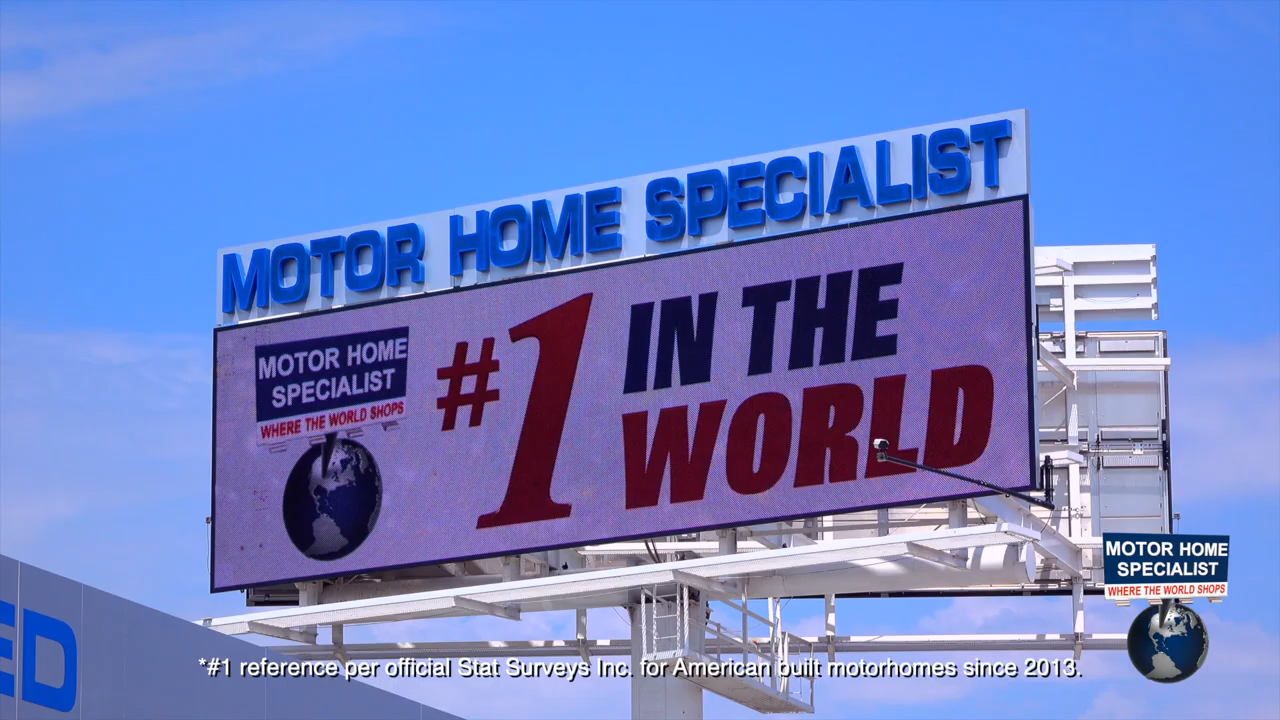 MOTOR HOME SPECIALIST
MOTOR HOME
SPECIALIST
WHERE THE WORLD SHOPS
#1 IN THE
WORLD
ED
MOTOR HOME
SPECIALIST
WHERE THE WORLD SHOPS
*#1 reference per official Stat Surveys Inc. for American built motorhomes since 2013.